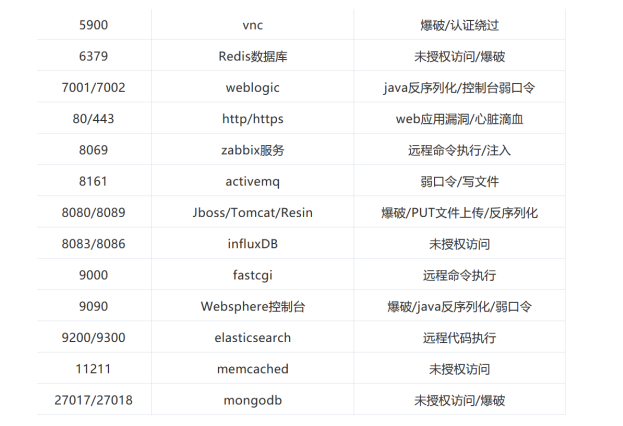 5900 vnc 爆破/认证绕过
6379 Redis数据库 未授权访问/爆破
7001/7002 weblogic java反序列化/控制台弱口令
80/443 http/https web应用漏洞/心脏滴血
8069 zabbix服务 远程命令执行/注入
8161 activemq 弱口令/写文件
8080/8089 Jboss/Tomcat/Resin 爆破/PUT文件上传/反序列化
8083/8086 influxDB 未授权访问
9000 fastcgi 远程命令执行
9090 Websphere控制台 爆破/java反序列化/弱口令
9200/9300 elasticsearch 远程代码执行
11211 memcached 未授权访问
27017/27018 mongodb 未授权访问/爆破